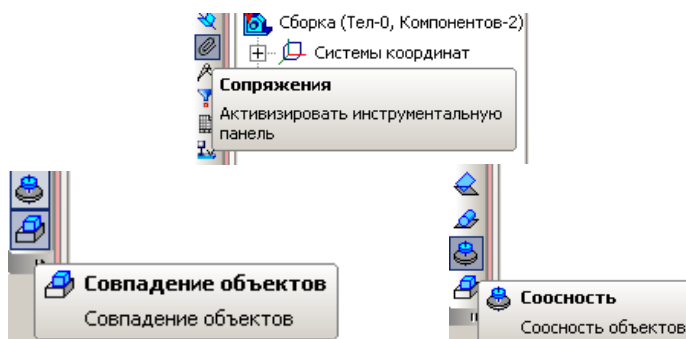 Сборка (Тел-0, Компонентов-2)
Системы координат
Сопряжения
Активизировать инструментальную
панель
Совпадение объектов
Совпадение объектов
Соосность
Соосность объектов